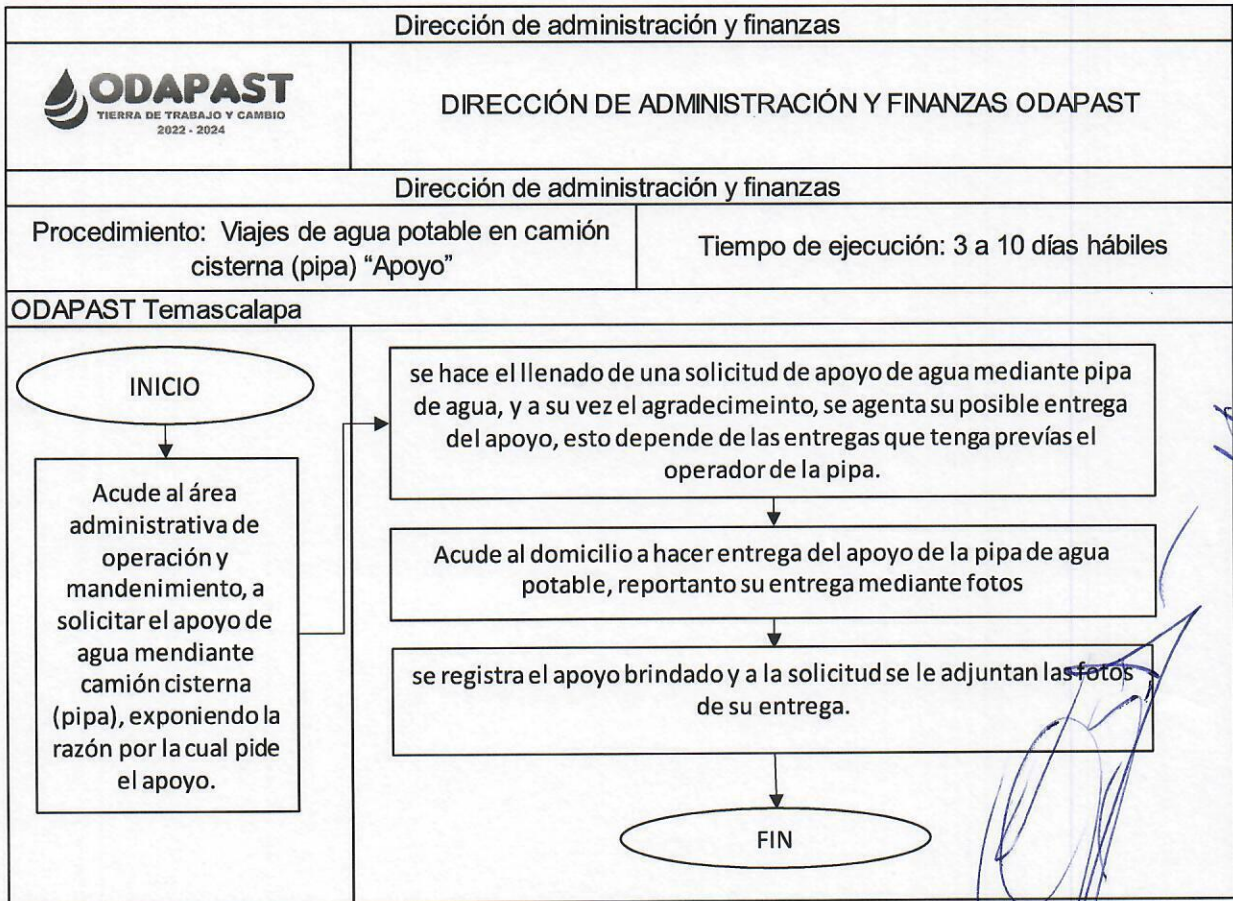 Dirección de administración y finanzas
ODAPAST
TIERRA DE TRABAJO Y CAMBIO
2022 - 2024
DIRECCIÓN DE ADMINISTRACIÓN Y FINANZAS ODAPAST
Dirección de administración y finanzas
Procedimiento: Viajes de agua potable en camión
cisterna (pipa) “Apoyo”
Tiempo de ejecución: 3 a 10 días hábiles
ODAPAST Temascalapa
INICIO
Acude al área
administrativa de
operación y
mandenimiento, a
solicitar el apoyo de
agua mendiante
camión cisterna
(pipa), exponiendo la
razón por la cual pide
el apoyo.
se hace el llenado de una solicitud de apoyo de agua mediante pipa
de agua, y a su vez el agradecimeinto, se agenta su posible entrega
del apoyo, esto depende de las entregas que tenga prevías el
operador de la pipa.
Acude al domicilio a hacer entrega del apoyo de la pipa de agua
potable, reportanto su entrega mediante fotos
se registra el apoyo brindado y a la solicitud se le adjuntan las fotos
de su entrega.
FIN